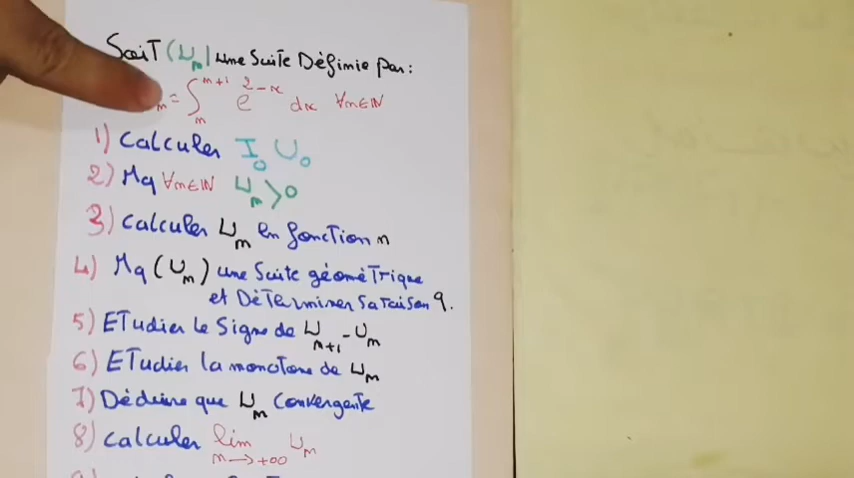 Soit (Un) une suite Définie par:
n = ∫ₙⁿ⁺¹ e²⁻ˣ dx ∀n∈ℕ
1) Calculer I₀ U₀
2) Mq ∀n∈ℕ Uₙ > 0
3) Calculer Uₙ en fonction n
4) Mq (Uₙ) une suite géométrique
et Déterminer sa raison q.
5) Etudier le signe de Uₙ₊₁ - Uₙ
6) Etudier la monotone de Uₙ
7) Déduire que Uₙ Convergente
8) Calculer lim n→+∞ Uₙ